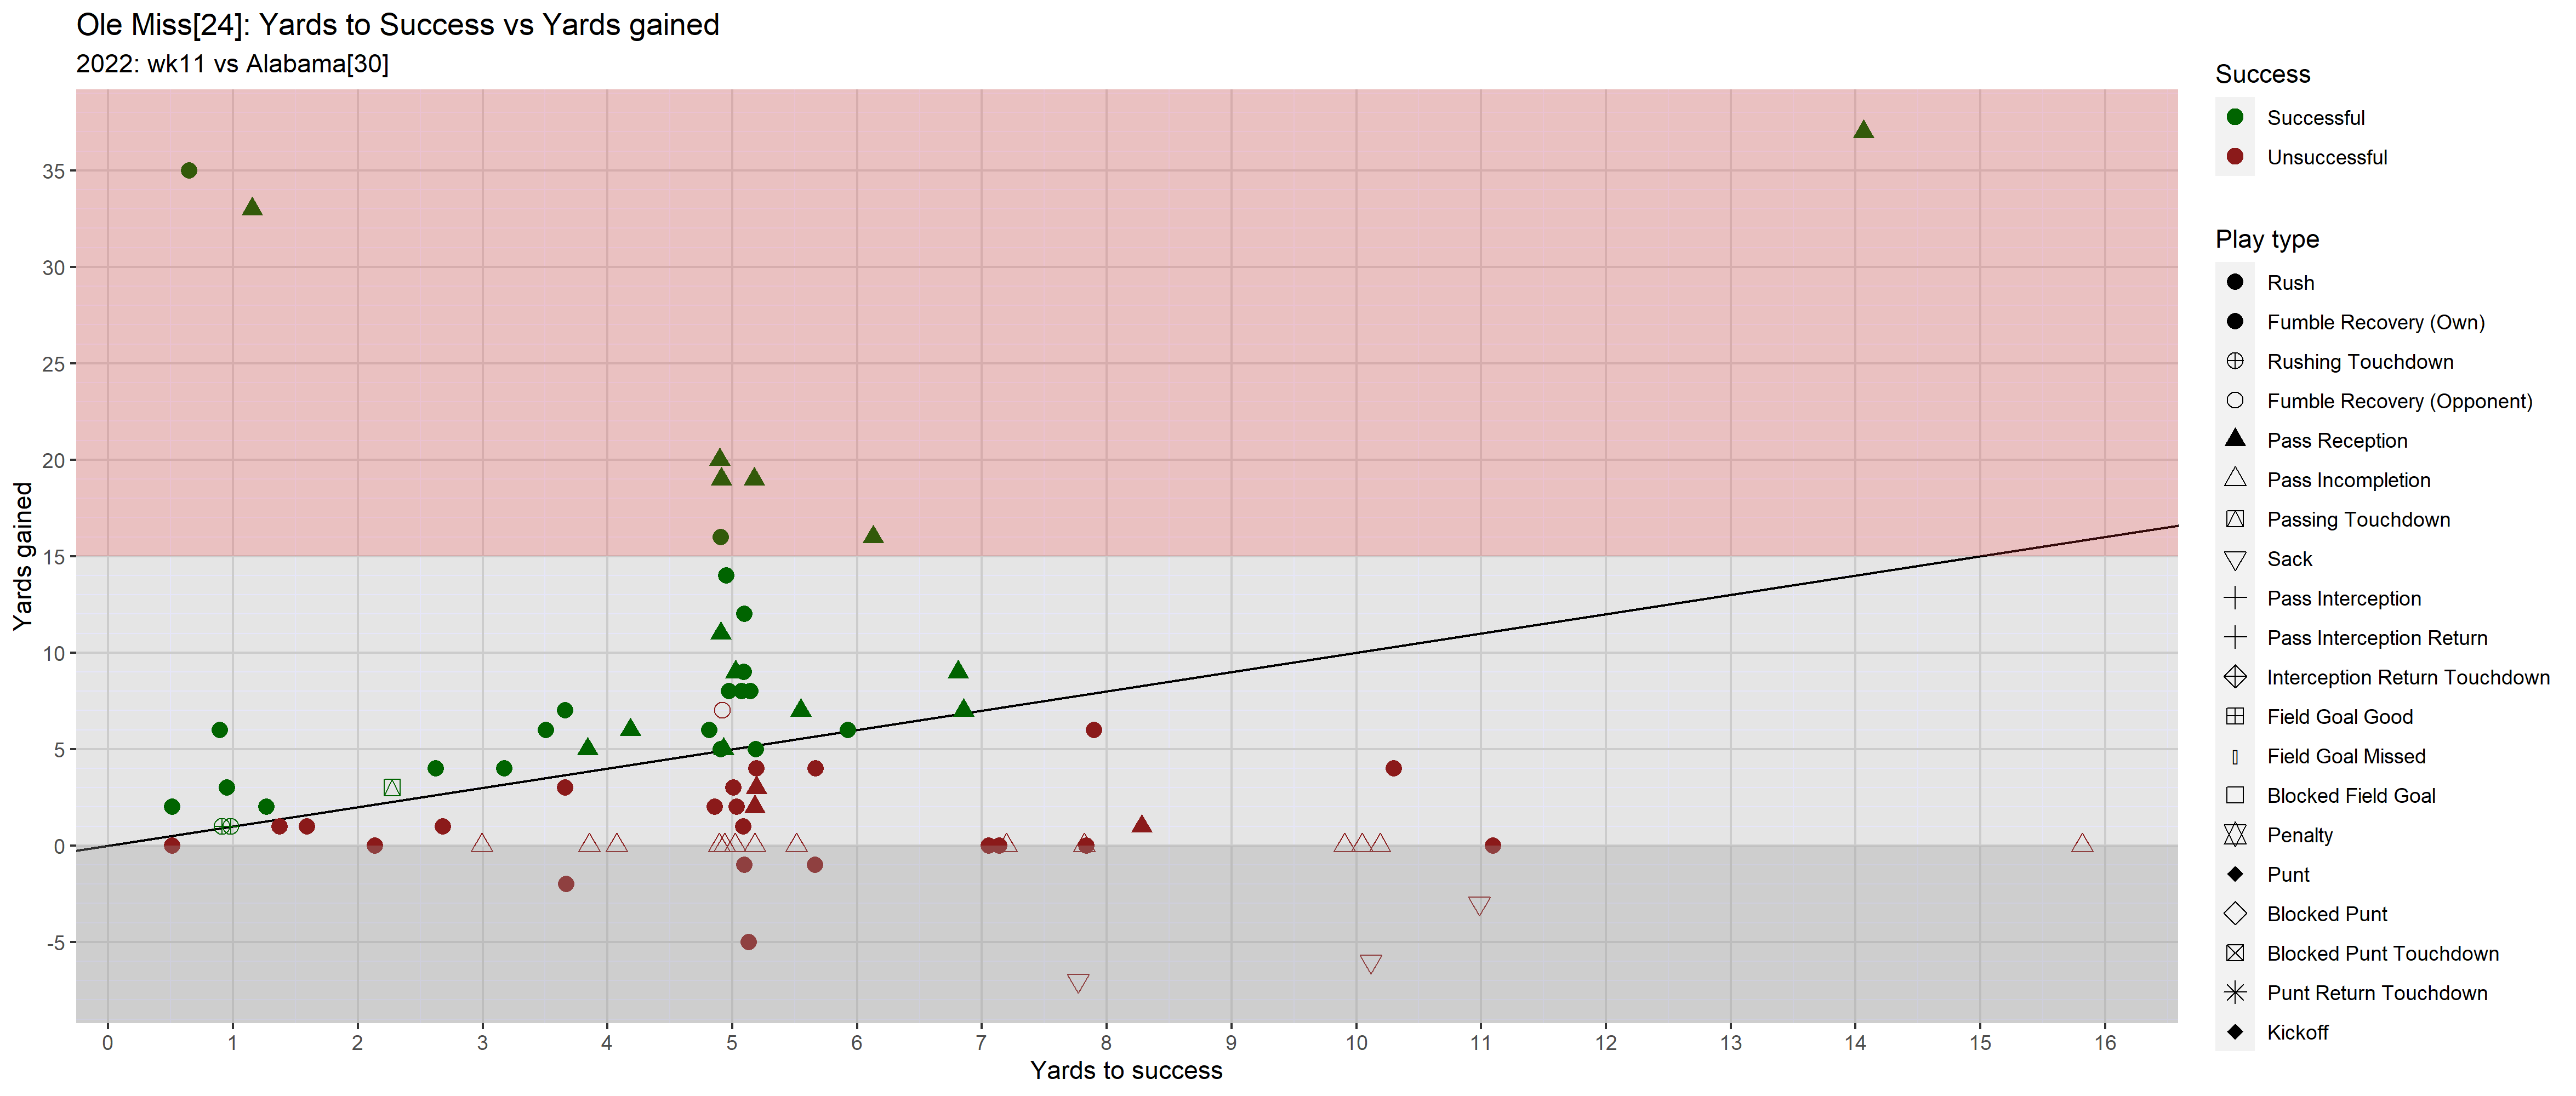 Ole Miss[24]: Yards to Success vs Yards gained
2022: wk11 vs Alabama[30]
Yards gained
35
30
25
20
15
10
5
0
-5
0 1 2 3 4 5 6 7 8 9 10 11 12 13 14 15 16
Yards to success
Success
Successful
Unsuccessful
Play type
Rush
Fumble Recovery (Own)
Rushing Touchdown
Fumble Recovery (Opponent)
Pass Reception
Pass Incompletion
Passing Touchdown
Sack
Pass Interception
Pass Interception Return
Interception Return Touchdown
Field Goal Good
Field Goal Missed
Blocked Field Goal
Penalty
Punt
Blocked Punt
Blocked Punt Touchdown
Punt Return Touchdown
Kickoff